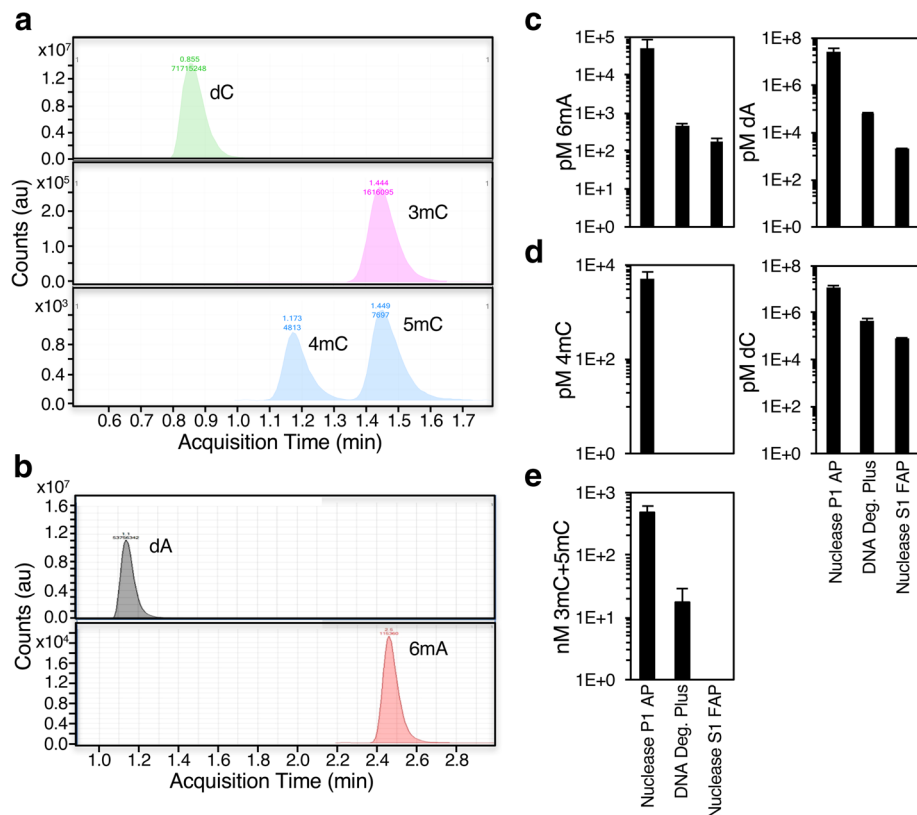 a
x10⁷
0.855
71715248
dC
1.2
0.8
0.4
0.0
x10⁵
1.444
1616095
3mC
2.0
1.0
0.0
x10³
1.173
4813
4mC
1.449
7697
5mC
0.8
0.4
0.0
Counts (au)
0.6 0.7 0.8 0.9 1.0 1.1 1.2 1.3 1.4 1.5 1.6 1.7
Acquisition Time (min)
b
x10⁷
1.6
1.2
0.8
0.4
0.0
dA
x10⁴
2.0
1.6
1.2
0.8
0.4
0.0
6mA
Counts (au)
1.0 1.2 1.4 1.6 1.8 2.0 2.2 2.4 2.6 2.8
Acquisition Time (min)
c
pM 6mA
1E+5
1E+4
1E+3
1E+2
1E+1
1E+0
pM dA
1E+8
1E+6
1E+4
1E+2
1E+0
d
pM 4mC
1E+4
1E+2
1E+0
pM dC
1E+8
1E+6
1E+4
1E+2
1E+0
Nuclease P1 AP
DNA Deg. Plus
Nuclease S1 FAP
e
nM 3mC+5mC
1E+3
1E+2
1E+1
1E+0
Nuclease P1 AP
DNA Deg. Plus
Nuclease S1 FAP